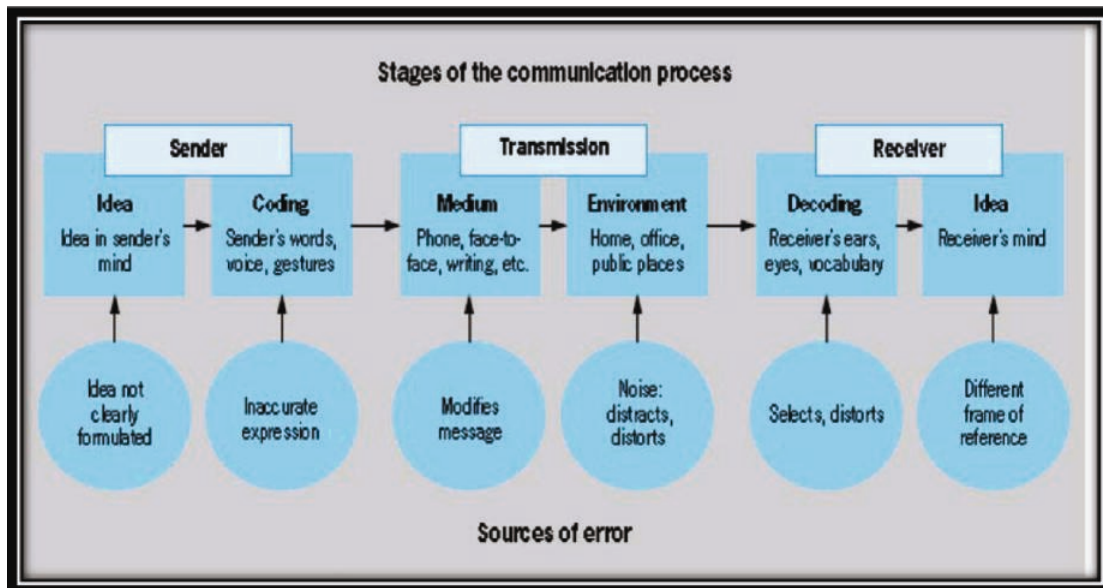 Stages of the communication process
Sender
Transmission
Receiver
Idea
Idea in sender's
mind
Coding
Sender's words,
voice, gestures
Medium
Phone, face-to-
face, writing, etc.
Environment
Home, office,
public places
Decoding
Receiver's ears,
eyes, vocabulary
Idea
Receiver's mind
Idea not
clearly
formulated
Inaccurate
expression
Modifies
message
Noise:
distracts,
distorts
Selects, distorts
Different
frame of
reference
Sources of error